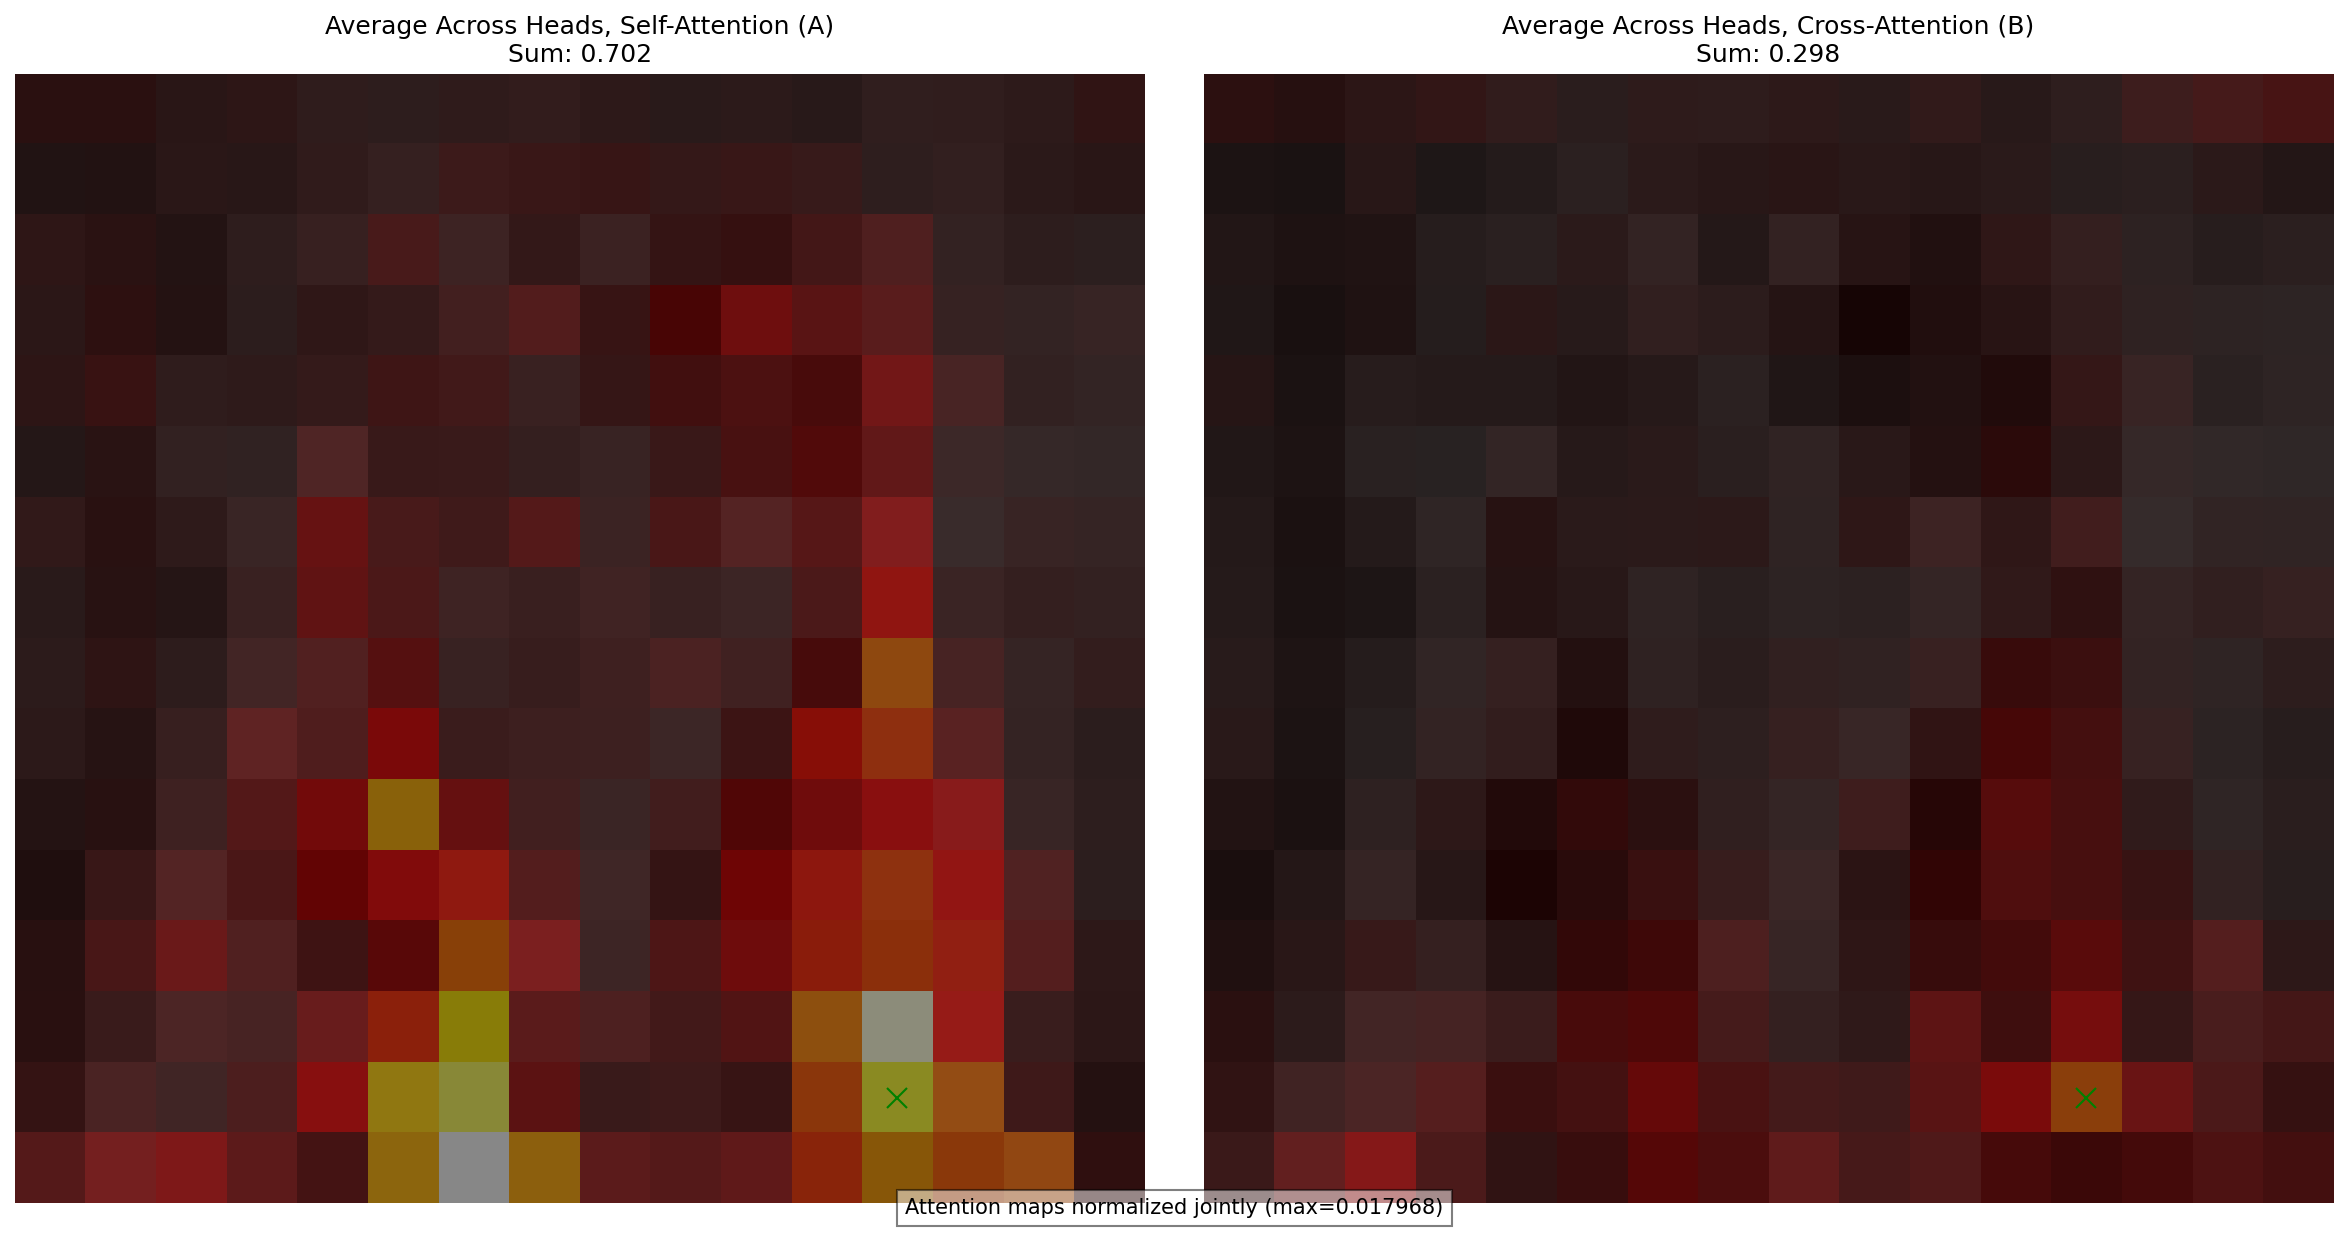 Average Across Heads, Self-Attention (A)
Sum: 0.702
Average Across Heads, Cross-Attention (B)
Sum: 0.298
Attention maps normalized jointly (max=0.017968)